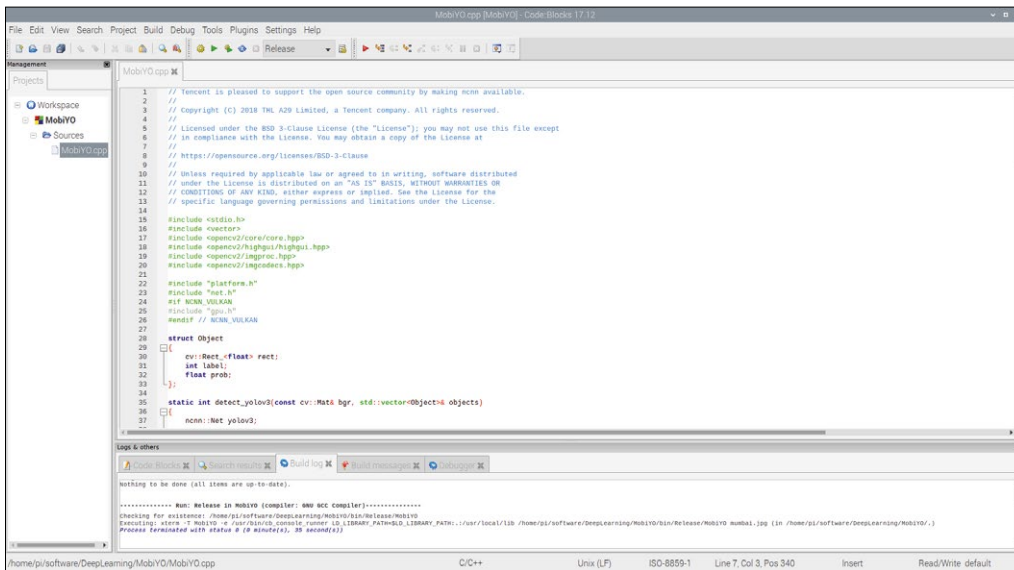 MobiYO.cpp [MobiYO] - Code::Blocks 17.12
File Edit View Search Project Build Debug Tools Plugins Settings Help
Release
Management
Projects
Workspace
MobiYO
Sources
MobiYO.cpp
MobiYO.cpp
1 // Tencent is pleased to support the open source community by making ncnn available.
2 //
3 // Copyright (C) 2018 THL A29 Limited, a Tencent company. All rights reserved.
4 //
5 // Licensed under the BSD 3-Clause License (the "License"); you may not use this file except
6 // in compliance with the License. You may obtain a copy of the License at
7 //
8 // https://opensource.org/licenses/BSD-3-Clause
9 //
10 // Unless required by applicable law or agreed to in writing, software distributed
11 // under the License is distributed on an "AS IS" BASIS, WITHOUT WARRANTIES OR
12 // CONDITIONS OF ANY KIND, either express or implied. See the License for the
13 // specific language governing permissions and limitations under the License.
14
15 #include <stdio.h>
16 #include <vector>
17 #include <opencv2/core/core.hpp>
18 #include <opencv2/highgui/highgui.hpp>
19 #include <opencv2/imgproc.hpp>
20 #include <opencv2/imgcodecs.hpp>
21
22 #include "platform.h"
23 #include "net.h"
24 #if NCNN_VULKAN
25 #include "gpu.h"
26 #endif // NCNN_VULKAN
27
28 struct Object
29 {
30 cv::Rect_<float> rect;
31 int label;
32 float prob;
33 };
34
35 static int detect_yolov3(const cv::Mat& bgr, std::vector<Object>& objects)
36 {
37 ncnn::Net yolov3;
Logs & others
Code::Blocks Search results Build log Build messages Debugger
Nothing to be done (all items are up-to-date).
-------------- Run: Release in MobiYO (compiler: GNU GCC Compiler)---------------
Checking for existence: /home/pi/software/DeepLearning/MobiYO/bin/Release/MobiYO
Executing: xterm -T MobiYO -e /usr/bin/cb_console_runner LD_LIBRARY_PATH=$LD_LIBRARY_PATH:.:/usr/local/lib /home/pi/software/DeepLearning/MobiYO/bin/Release/MobiYO mumbai.jpg (in /home/pi/software/DeepLearning/MobiYO/.)
Process terminated with status 0 (0 minute(s), 35 second(s))
/home/pi/software/DeepLearning/MobiYO/MobiYO.cpp C/C++ Unix (LF) ISO-8859-1 Line 7, Col 3, Pos 340 Insert Read/Write default